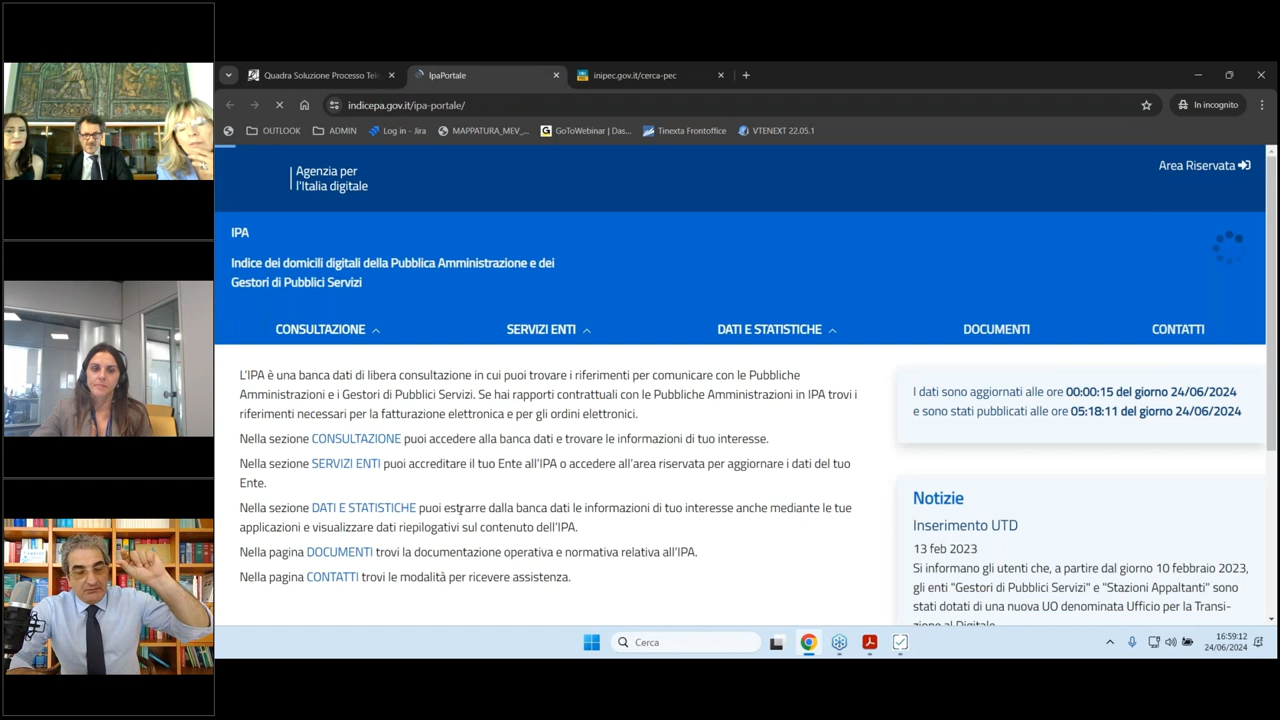 Quadra Soluzione Processo Tel
IpaPortale
inipec.gov.it/cerca-pec
indicepa.gov.it/ipa-portale/
In incognito
OUTLOOK
ADMIN
Log in - Jira
MAPPATURA_MEV_...
GoToWebinar | Das...
Tinexta Frontoffice
VTENEXT 22.05.1
Agenzia per
l'Italia digitale
Area Riservata
IPA
Indice dei domicili digitali della Pubblica Amministrazione e dei
Gestori di Pubblici Servizi
CONSULTAZIONE
SERVIZI ENTI
DATI E STATISTICHE
DOCUMENTI
CONTATTI
L'IPA è una banca dati di libera consultazione in cui puoi trovare i riferimenti per comunicare con le Pubbliche
Amministrazioni e i Gestori di Pubblici Servizi. Se hai rapporti contrattuali con le Pubbliche Amministrazioni in IPA trovi i
riferimenti necessari per la fatturazione elettronica e per gli ordini elettronici.
Nella sezione CONSULTAZIONE puoi accedere alla banca dati e trovare le informazioni di tuo interesse.
Nella sezione SERVIZI ENTI puoi accreditare il tuo Ente all'IPA o accedere all'area riservata per aggiornare i dati del tuo
Ente.
Nella sezione DATI E STATISTICHE puoi estrarre dalla banca dati le informazioni di tuo interesse anche mediante le tue
applicazioni e visualizzare dati riepilogativi sul contenuto dell'IPA.
Nella pagina DOCUMENTI trovi la documentazione operativa e normativa relativa all'IPA.
Nella pagina CONTATTI trovi le modalità per ricevere assistenza.
I dati sono aggiornati alle ore 00:00:15 del giorno 24/06/2024
e sono stati pubblicati alle ore 05:18:11 del giorno 24/06/2024
Notizie
Inserimento UTD
13 feb 2023
Si informano gli utenti che, a partire dal giorno 10 febbraio 2023,
gli enti "Gestori di Pubblici Servizi" e "Stazioni Appaltanti" sono
stati dotati di una nuova UO denominata Ufficio per la Transi-
zione al Digitale
Cerca
16:59:12
24/06/2024